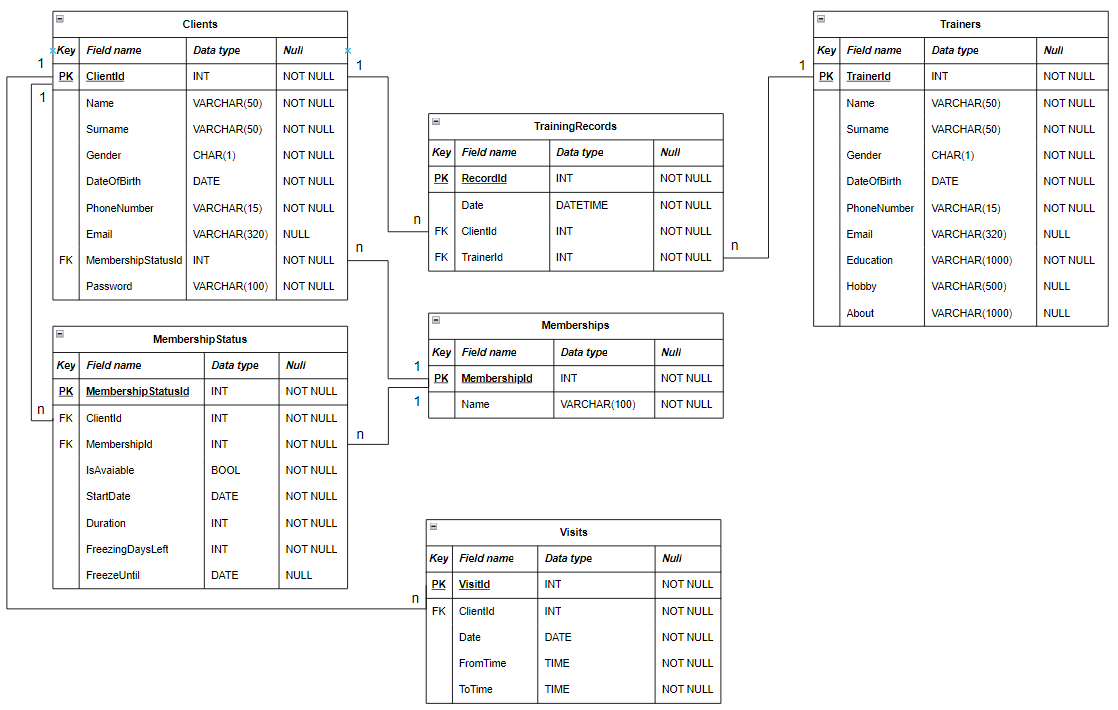 Clients
Key Field name Data type Null
PK ClientId INT NOT NULL
Name VARCHAR(50) NOT NULL
Surname VARCHAR(50) NOT NULL
Gender CHAR(1) NOT NULL
DateOfBirth DATE NOT NULL
PhoneNumber VARCHAR(15) NOT NULL
Email VARCHAR(320) NULL
FK MembershipStatusId INT NOT NULL
Password VARCHAR(100) NOT NULL
1
1
1
n
Trainers
Key Field name Data type Null
PK TrainerId INT NOT NULL
Name VARCHAR(50) NOT NULL
Surname VARCHAR(50) NOT NULL
Gender CHAR(1) NOT NULL
DateOfBirth DATE NOT NULL
PhoneNumber VARCHAR(15) NOT NULL
Email VARCHAR(320) NULL
Education VARCHAR(1000) NOT NULL
Hobby VARCHAR(500) NULL
About VARCHAR(1000) NULL
1
TrainingRecords
Key Field name Data type Null
PK RecordId INT NOT NULL
Date DATETIME NOT NULL
FK ClientId INT NOT NULL
FK TrainerId INT NOT NULL
n
n
MembershipStatus
Key Field name Data type Null
PK MembershipStatusId INT NOT NULL
FK ClientId INT NOT NULL
FK MembershipId INT NOT NULL
IsAvaiable BOOL NOT NULL
StartDate DATE NOT NULL
Duration INT NOT NULL
FreezingDaysLeft INT NOT NULL
FreezeUntil DATE NULL
n
n
Memberships
Key Field name Data type Null
PK MembershipId INT NOT NULL
Name VARCHAR(100) NOT NULL
1
1
Visits
Key Field name Data type Null
PK VisitId INT NOT NULL
FK ClientId INT NOT NULL
Date DATE NOT NULL
FromTime TIME NOT NULL
ToTime TIME NOT NULL
n